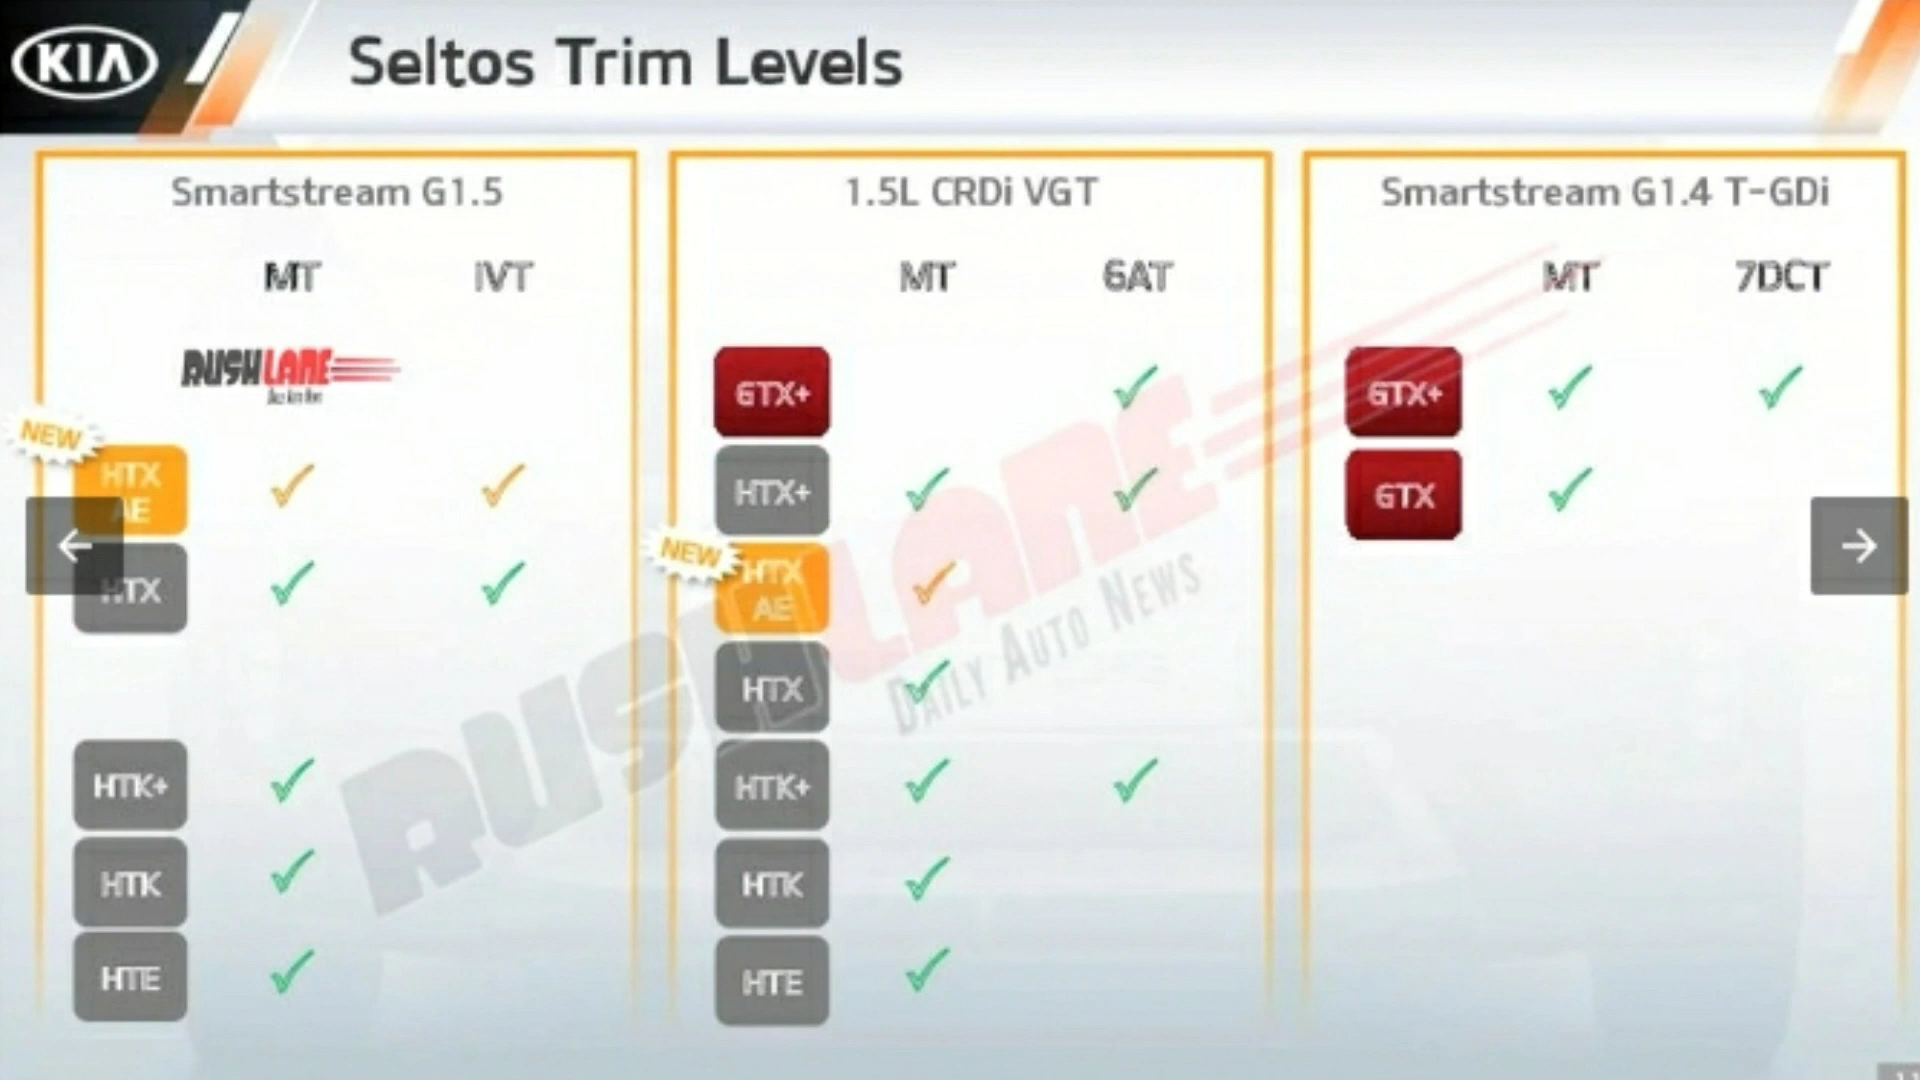 KIA
Seltos Trim Levels
Smartstream G1.5
MT IVT
RUSHLANE
NEW
HTX
AE
HTX
HTK+
HTK
HTE
1.5L CRDi VGT
MT 6AT
GTX+
HTX+
NEW
HTX
AE
HTX
HTK+
HTK
HTE
Smartstream G1.4 T-GDi
MT 7DCT
GTX+
GTX
RUSHLANE
DAILY AUTO NEWS